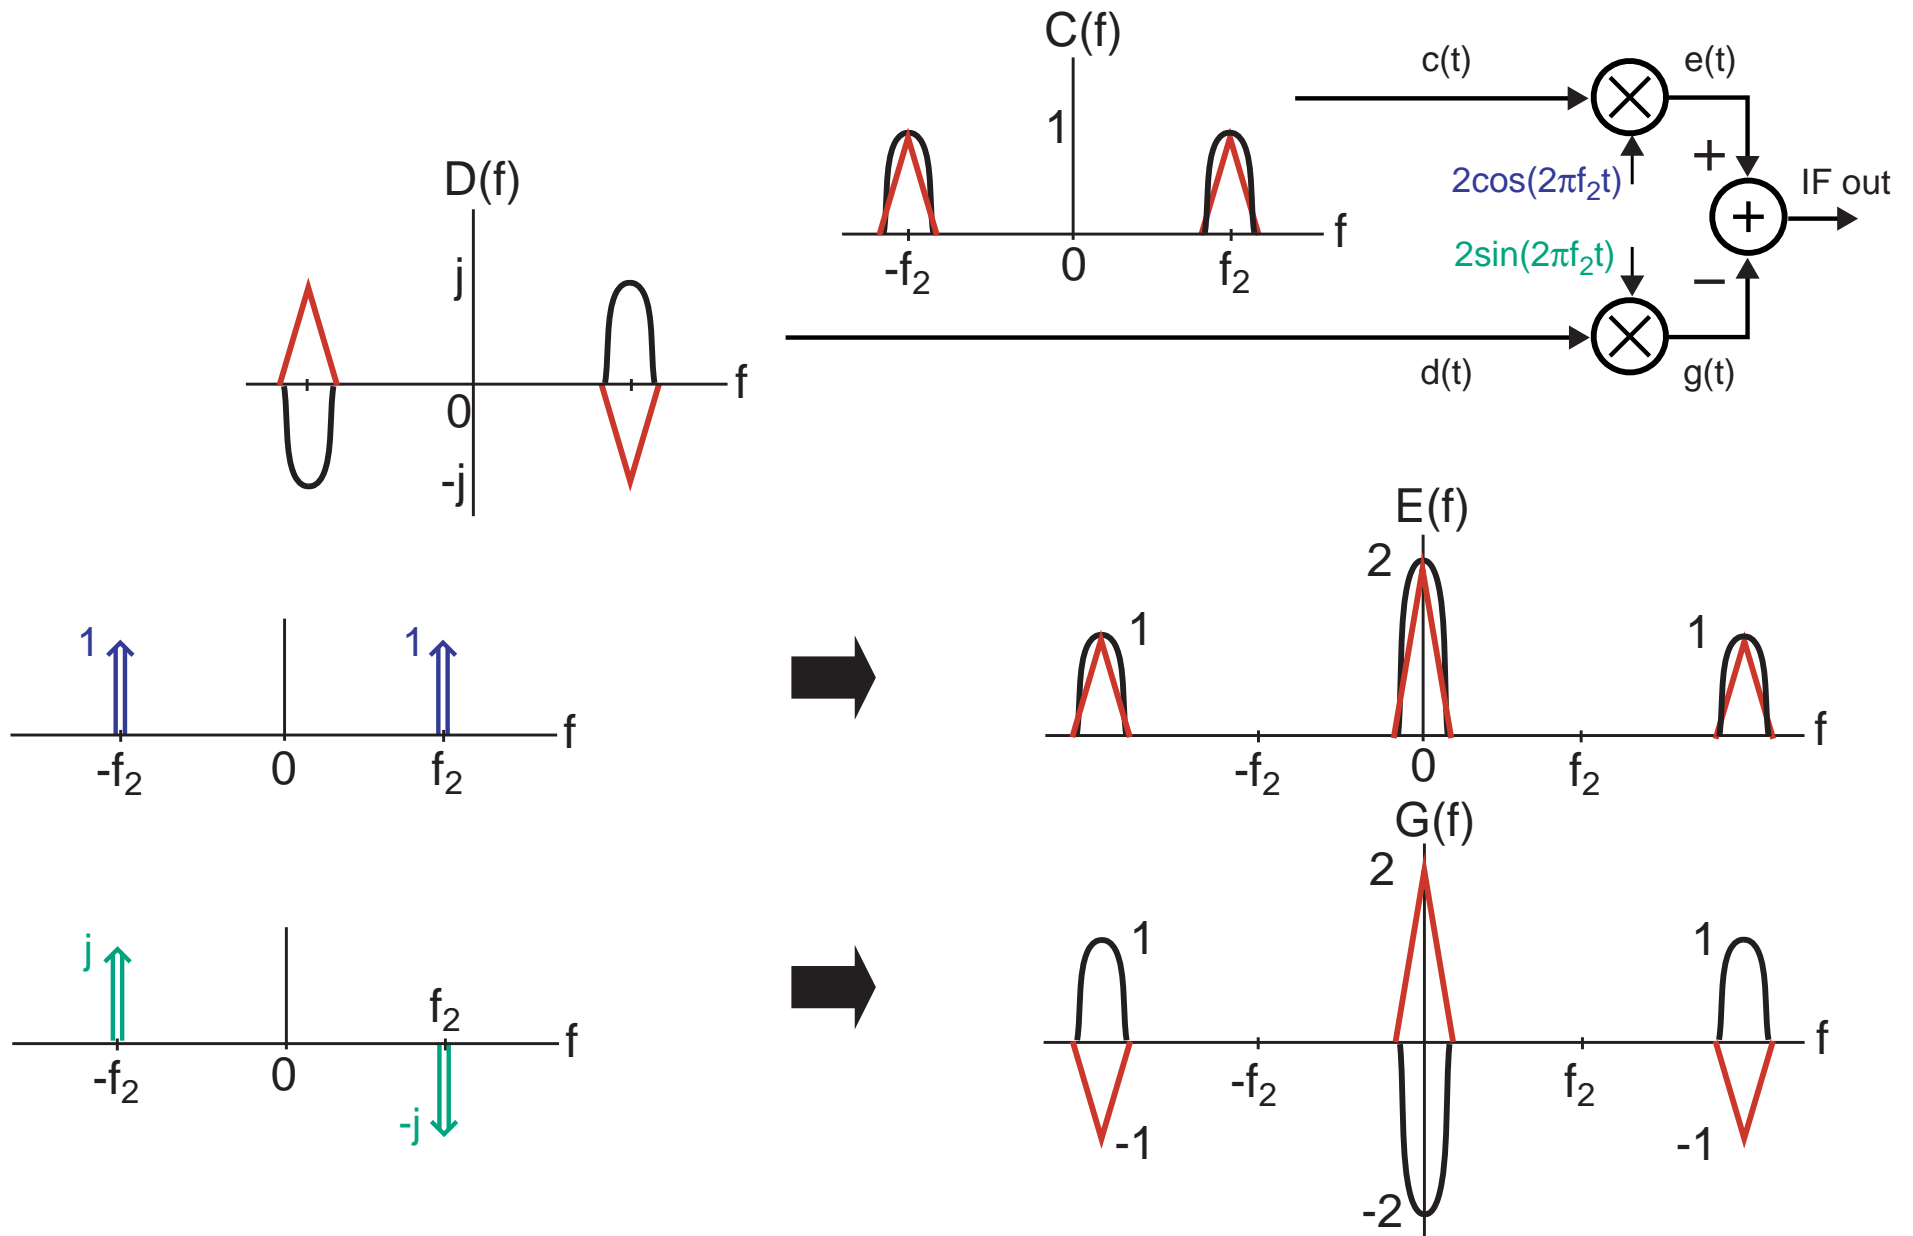 C(f)
c(t)
e(t)
1
D(f)
+
2cos(2πf₂t)
IF out
f
-f₂
0
f₂
2sin(2πf₂t)
−
j
d(t)
g(t)
f
0
-j
E(f)
2
1
1
1
1
f
-f₂
0
f₂
f
-f₂
0
f₂
G(f)
2
j
1
1
f₂
f
-f₂
0
f
-f₂
f₂
-j
-1
-1
-2